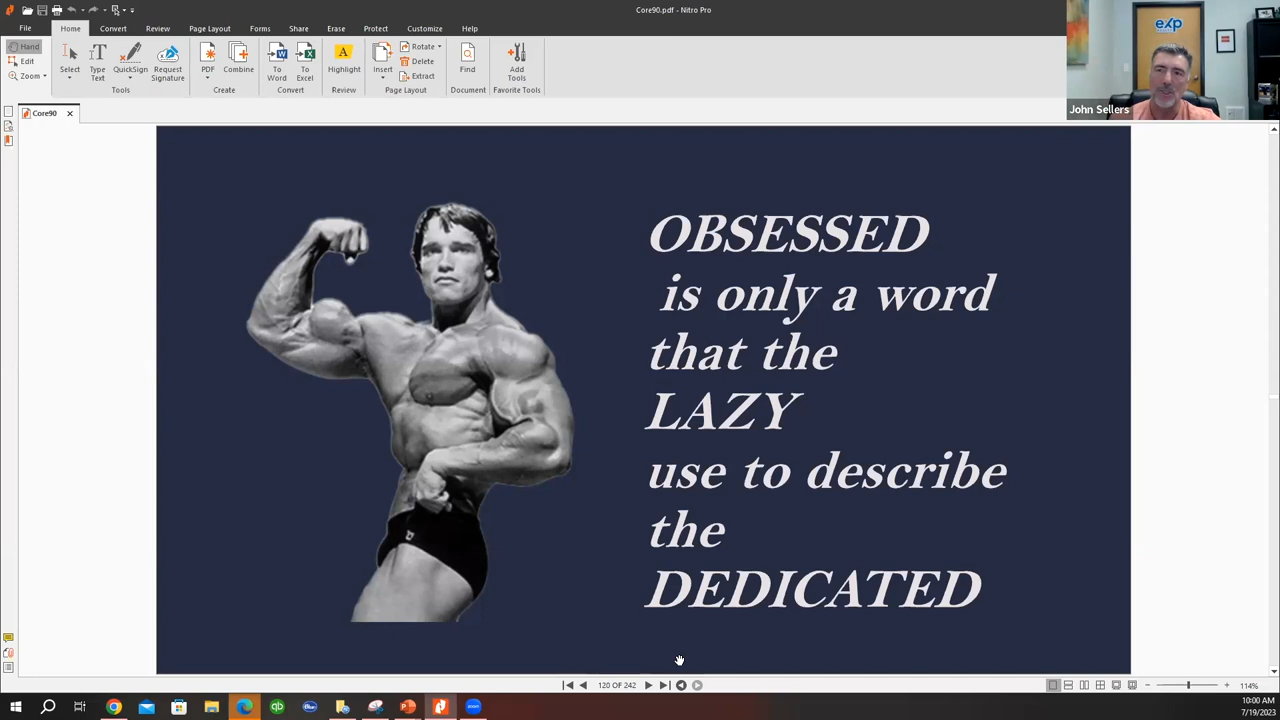 Core90.pdf - Nitro Pro
File Home Convert Review Page Layout Forms Share Erase Protect Customize Help
Hand
Edit
Zoom
Select
Type Text
QuickSign
Request Signature
Tools
PDF
Combine
Create
To Word
To Excel
Convert
Highlight
Review
Insert
Rotate
Delete
Extract
Page Layout
Find
Document
Add Tools
Favorite Tools
eXp
John Sellers
Core90
OBSESSED
is only a word
that the
LAZY
use to describe
the
DEDICATED
120 OF 242
114%
10:00 AM
7/19/2023